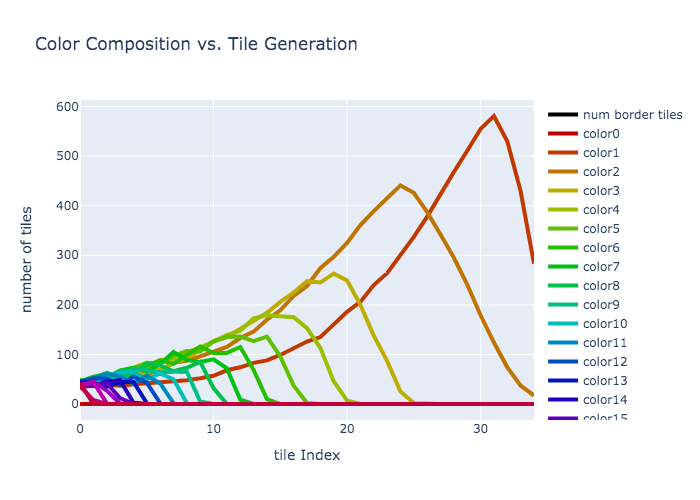 Color Composition vs. Tile Generation
600
500
400
300
200
100
0
number of tiles
0
10
20
30
tile Index
num border tiles
color0
color1
color2
color3
color4
color5
color6
color7
color8
color9
color10
color11
color12
color13
color14
color15